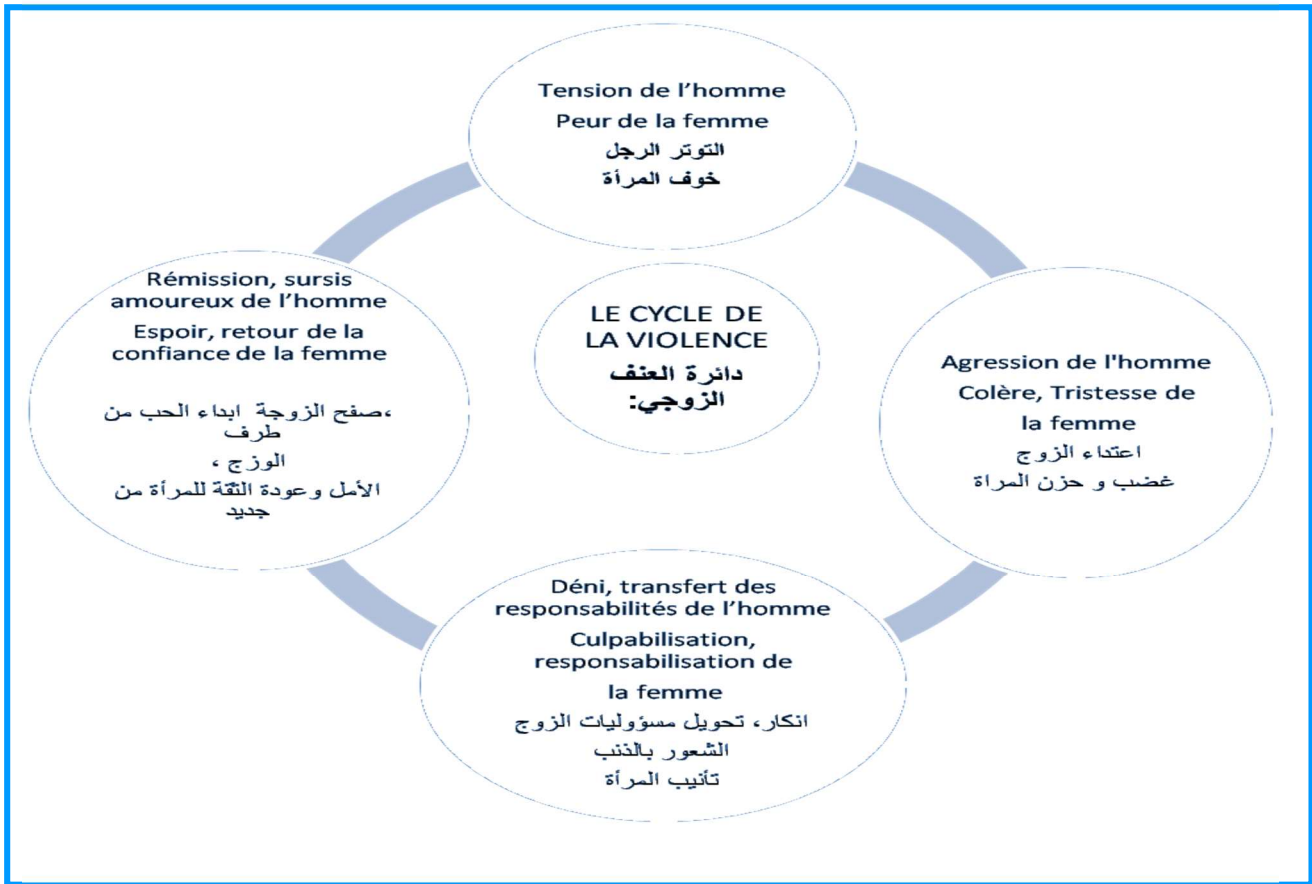 Tension de l'homme
Peur de la femme
التوتر الرجل
خوف المرأة
Agression de l'homme
Colère, Tristesse de
la femme
اعتداء الزوج
غضب و حزن المراة
Déni, transfert des
responsabilités de l'homme
Culpabilisation,
responsabilisation de
la femme
انكار، تحويل مسؤوليات الزوج
الشعور بالذنب
تأنيب المرأة
Rémission, sursis
amoureux de l'homme
Espoir, retour de la
confiance de la femme
،صفح الزوجة ابداء الحب من
طرف
الوزج ،
الأمل وعودة الثقة للمرأة من
جديد
LE CYCLE DE
LA VIOLENCE
دائرة العنف
الزوجي: